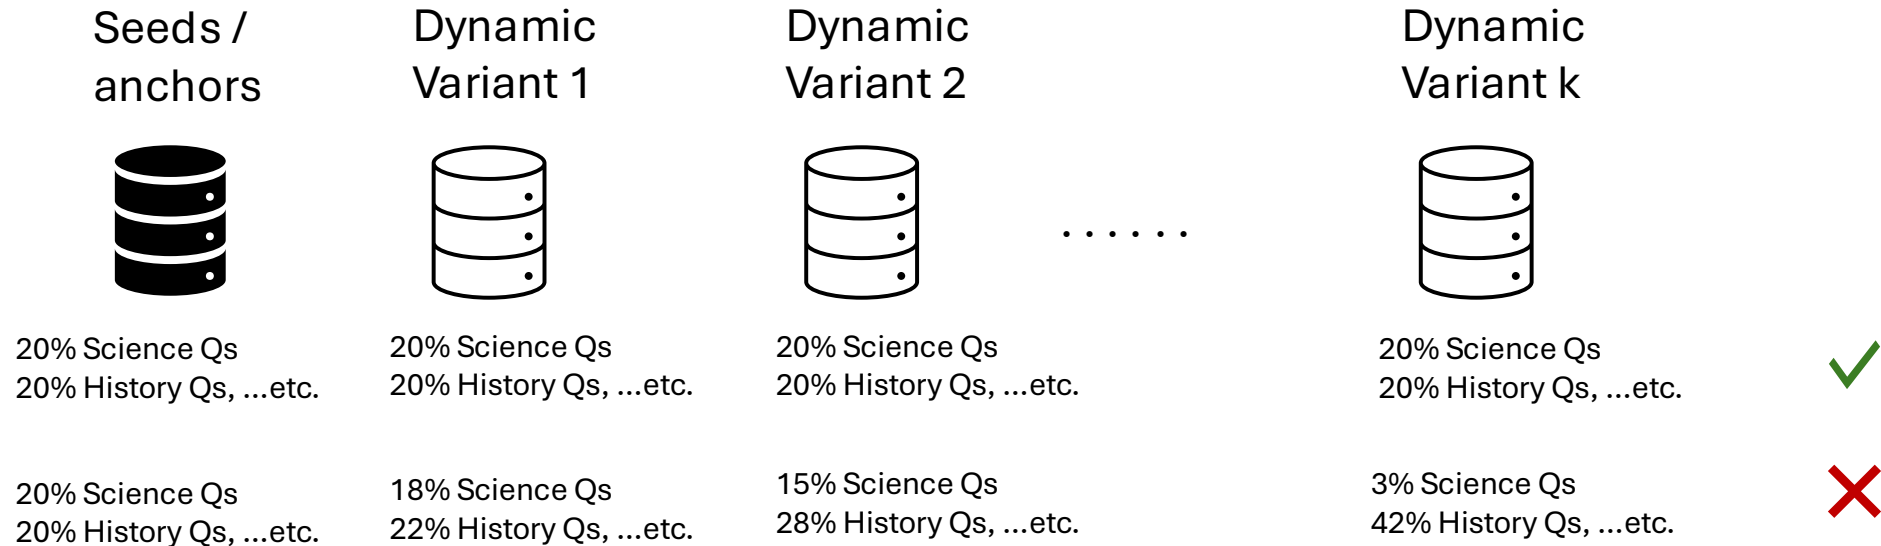 Seeds /
anchors
Dynamic
Variant 1
Dynamic
Variant 2
Dynamic
Variant k
......
20% Science Qs
20% History Qs, ...etc.
20% Science Qs
20% History Qs, ...etc.
20% Science Qs
20% History Qs, ...etc.
20% Science Qs
20% History Qs, ...etc.
20% Science Qs
20% History Qs, ...etc.
18% Science Qs
22% History Qs, ...etc.
15% Science Qs
28% History Qs, ...etc.
3% Science Qs
42% History Qs, ...etc.